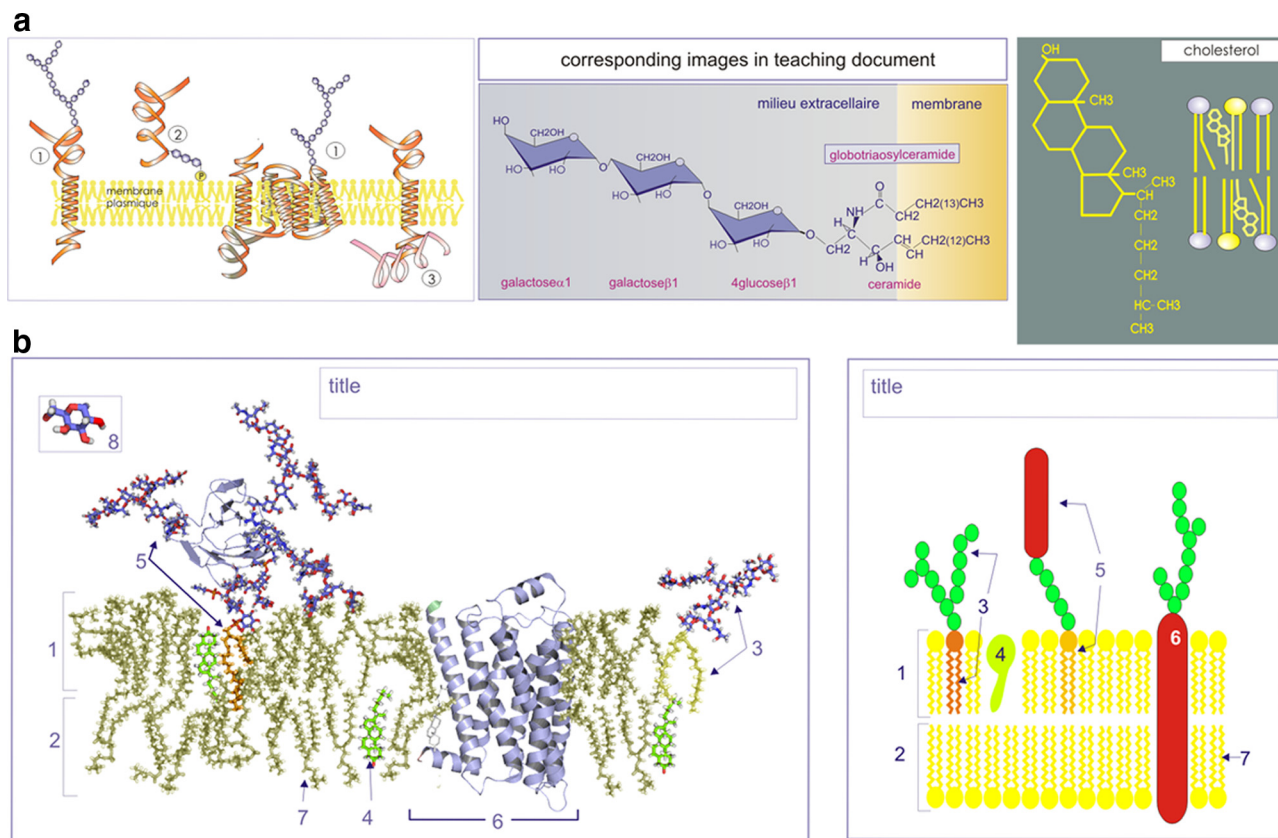 a
1
2
P
1
membrane
plasmique
3
corresponding images in teaching document
milieu extracellaire
membrane
globotriaosylceramide
HO
CH2OH
HO
HO
O
CH2OH
HO
HO
O
CH2OH
HO
HO
O
CH2
NH
O
CH2
CH2(13)CH3
H
H
OH
CH
CH2(12)CH3
galactoseα1
galactoseβ1
4glucoseβ1
ceramide
cholesterol
OH
CH3
CH3
CH3
CH
CH2
CH2
CH2
HC-CH3
CH3
b
title
8
5
1
2
3
7
4
6
title
3
5
4
6
1
2
7